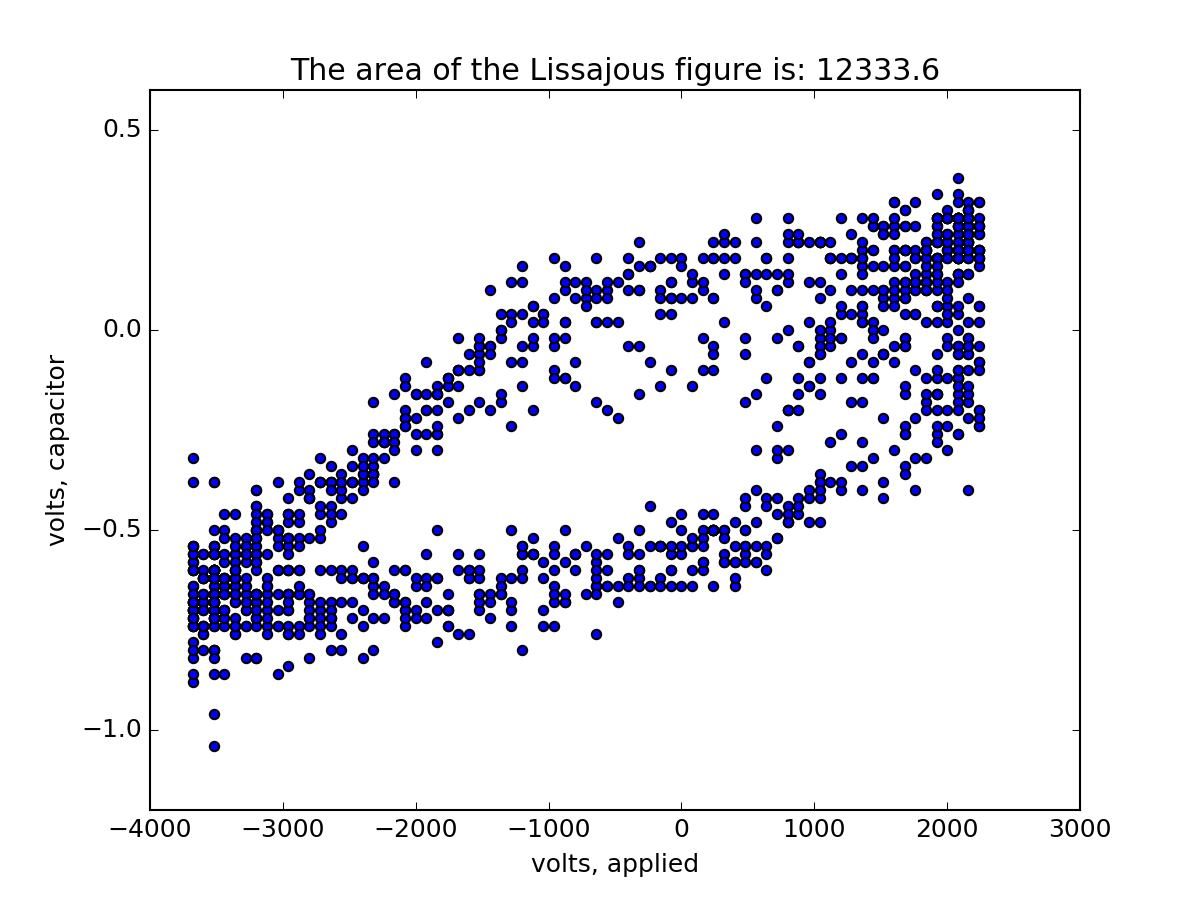 The area of the Lissajous figure is: 12333.6
0.5
0.0
−0.5
−1.0
volts, capacitor
−4000 −3000 −2000 −1000 0 1000 2000 3000
volts, applied